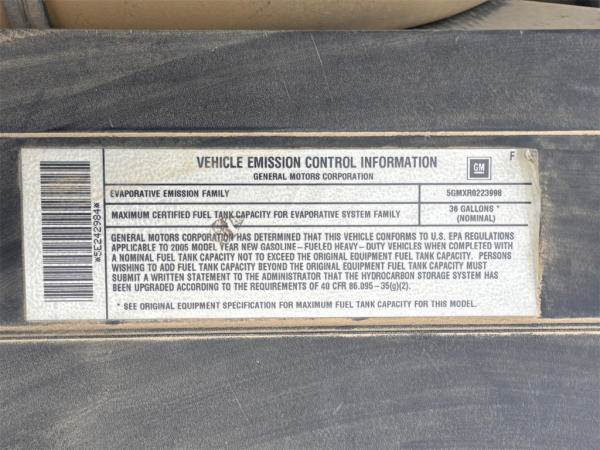 VEHICLE EMISSION CONTROL INFORMATION
GENERAL MOTORS CORPORATION
GM
F
EVAPORATIVE EMISSION FAMILY
5GMXR0223998
MAXIMUM CERTIFIED FUEL TANK CAPACITY FOR EVAPORATIVE SYSTEM FAMILY
36 GALLONS *
(NOMINAL)
GENERAL MOTORS CORPORATION HAS DETERMINED THAT THIS VEHICLE CONFORMS TO U.S. EPA REGULATIONS
APPLICABLE TO 2005 MODEL YEAR NEW GASOLINE-FUELED HEAVY-DUTY VEHICLES WHEN COMPLETED WITH
A NOMINAL FUEL TANK CAPACITY NOT TO EXCEED THE ORIGINAL EQUIPMENT FUEL TANK CAPACITY. PERSONS
WISHING TO ADD FUEL TANK CAPACITY BEYOND THE ORIGINAL EQUIPMENT FUEL TANK CAPACITY MUST
SUBMIT A WRITTEN STATEMENT TO THE ADMINISTRATOR THAT THE HYDROCARBON STORAGE SYSTEM HAS
BEEN UPGRADED ACCORDING TO THE REQUIREMENTS OF 40 CFR 86.095-35(g)(2).
* SEE ORIGINAL EQUIPMENT SPECIFICATION FOR MAXIMUM FUEL TANK CAPACITY FOR THIS MODEL.
*5E242984*